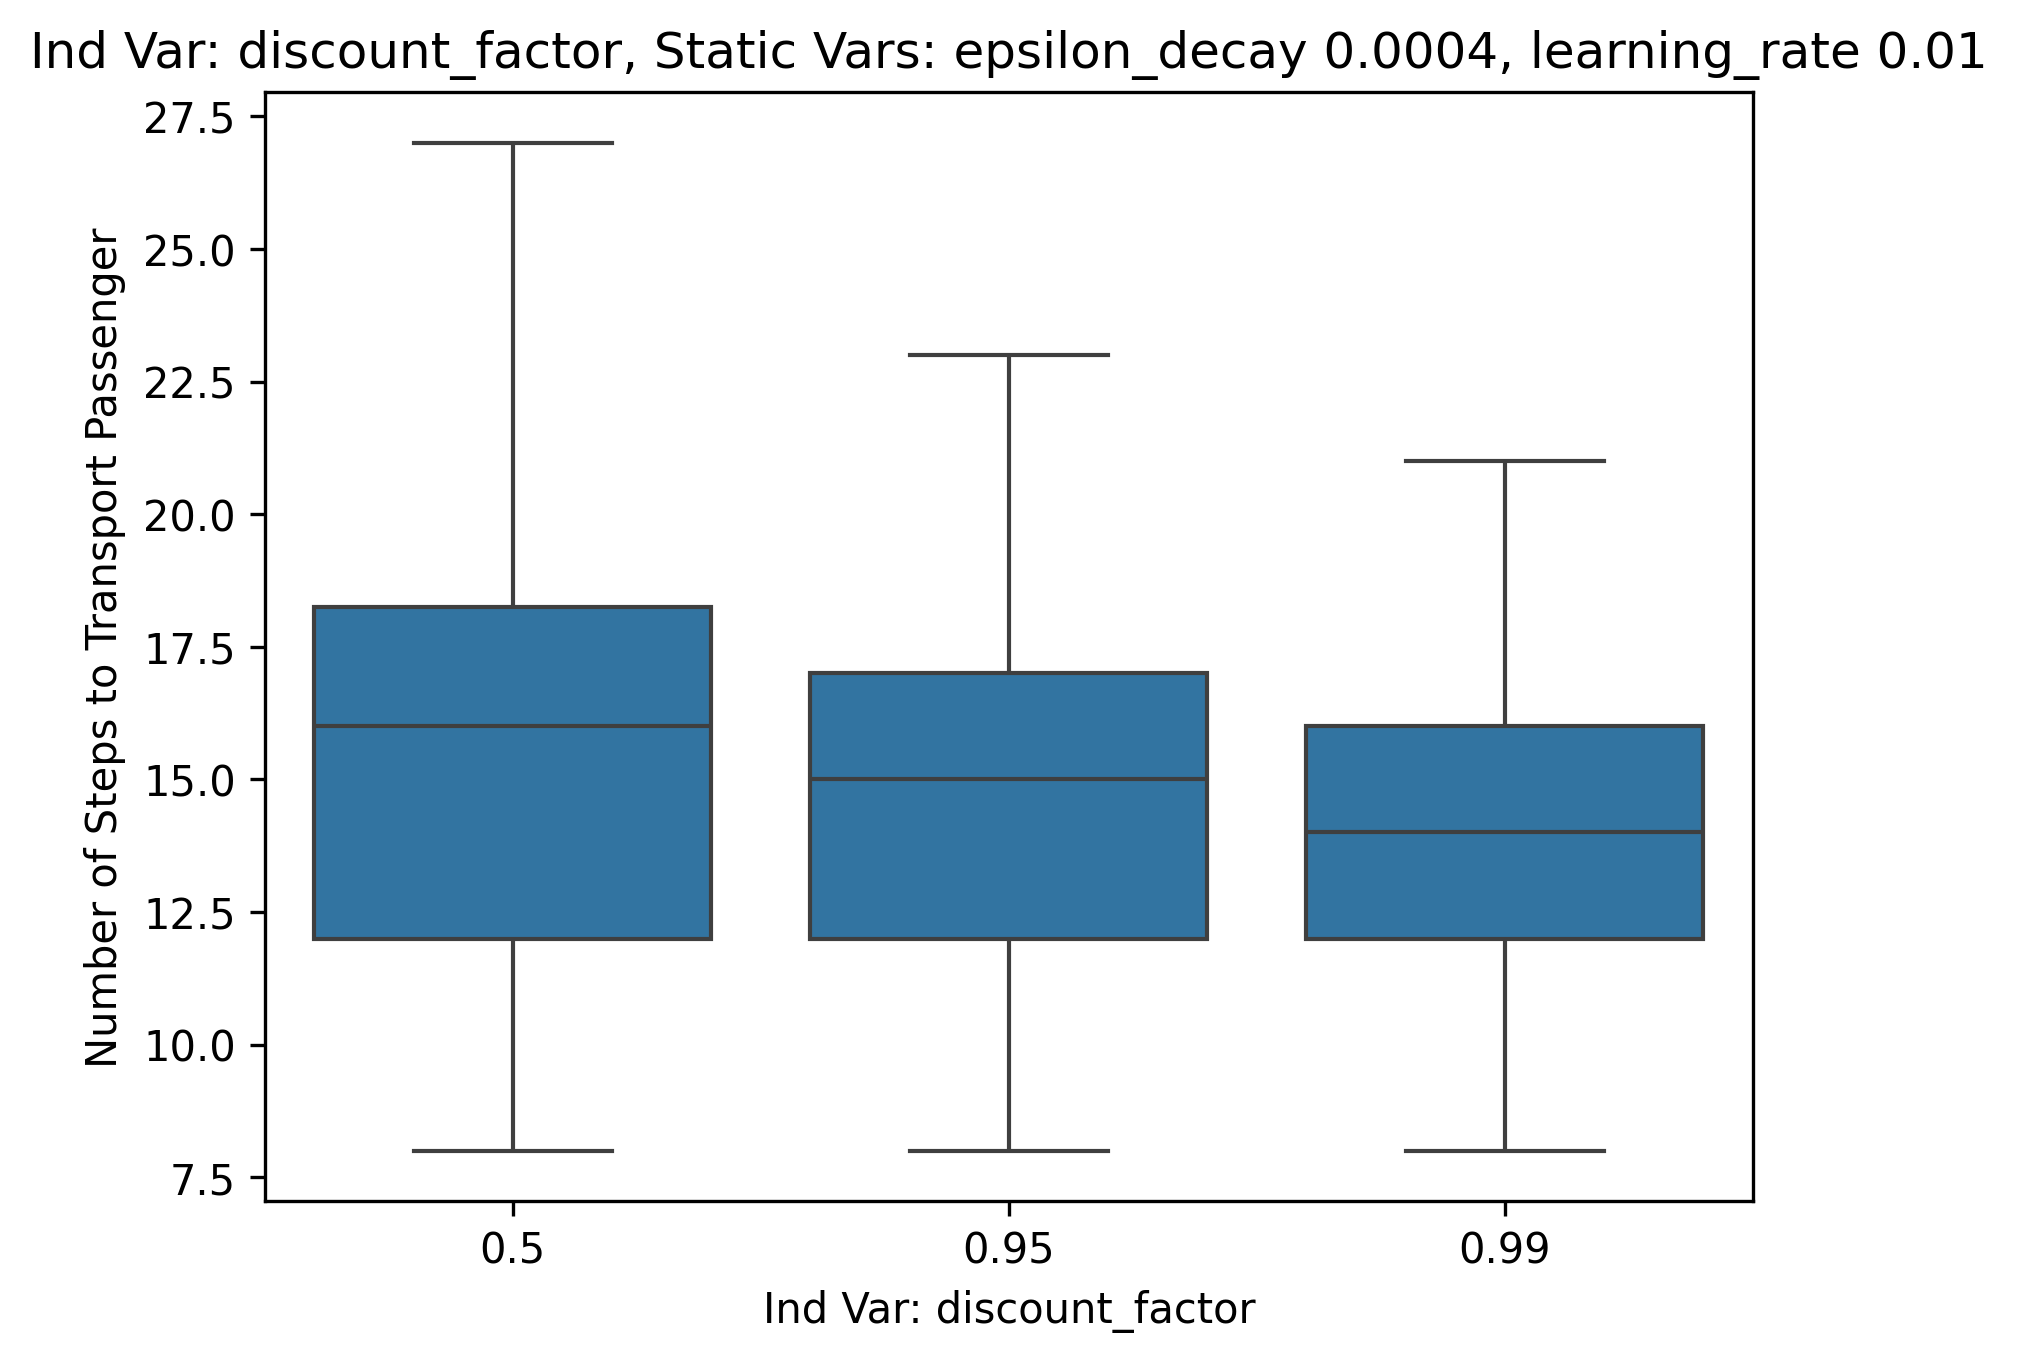 Ind Var: discount_factor, Static Vars: epsilon_decay 0.0004, learning_rate 0.01
Number of Steps to Transport Passenger
27.5
25.0
22.5
20.0
17.5
15.0
12.5
10.0
7.5
0.5 0.95 0.99
Ind Var: discount_factor